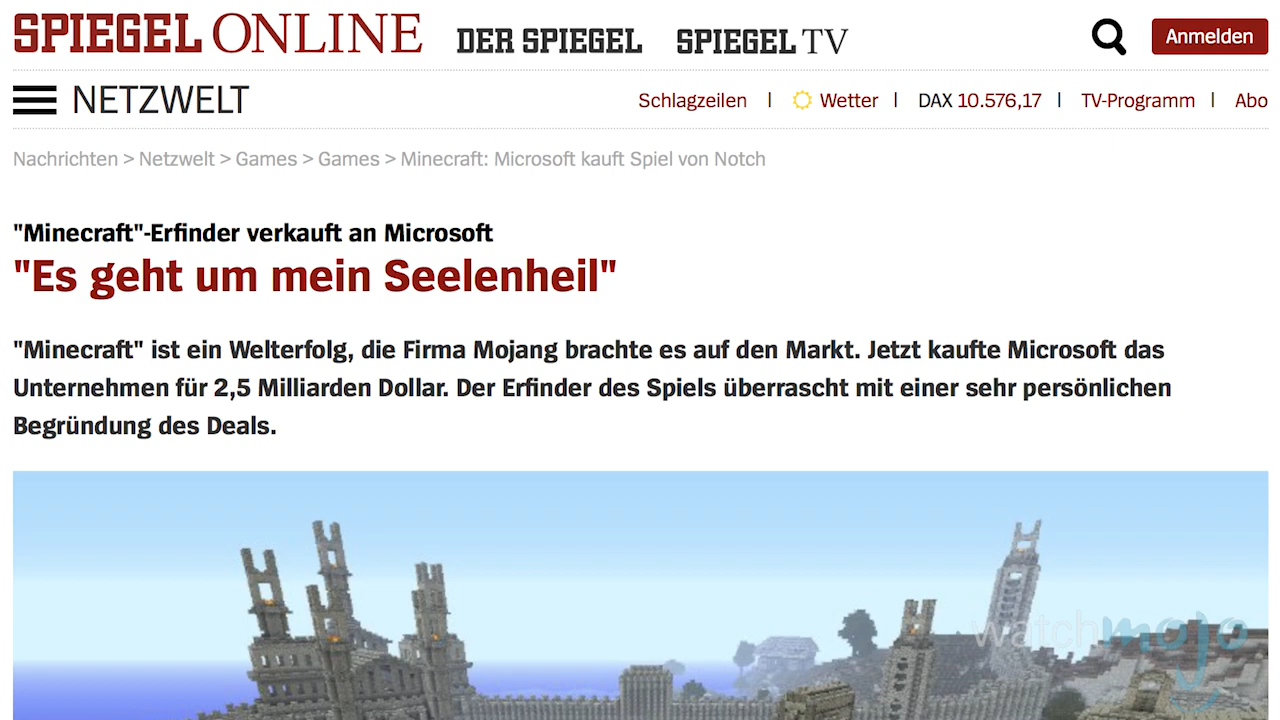 SPIEGEL ONLINE DER SPIEGEL SPIEGEL TV Anmelden
NETZWELT Schlagzeilen | Wetter | DAX 10.576,17 | TV-Programm | Abo
Nachrichten > Netzwelt > Games > Games > Minecraft: Microsoft kauft Spiel von Notch
"Minecraft"-Erfinder verkauft an Microsoft
"Es geht um mein Seelenheil"
"Minecraft" ist ein Welterfolg, die Firma Mojang brachte es auf den Markt. Jetzt kaufte Microsoft das
Unternehmen für 2,5 Milliarden Dollar. Der Erfinder des Spiels überrascht mit einer sehr persönlichen
Begründung des Deals.
watchmojo